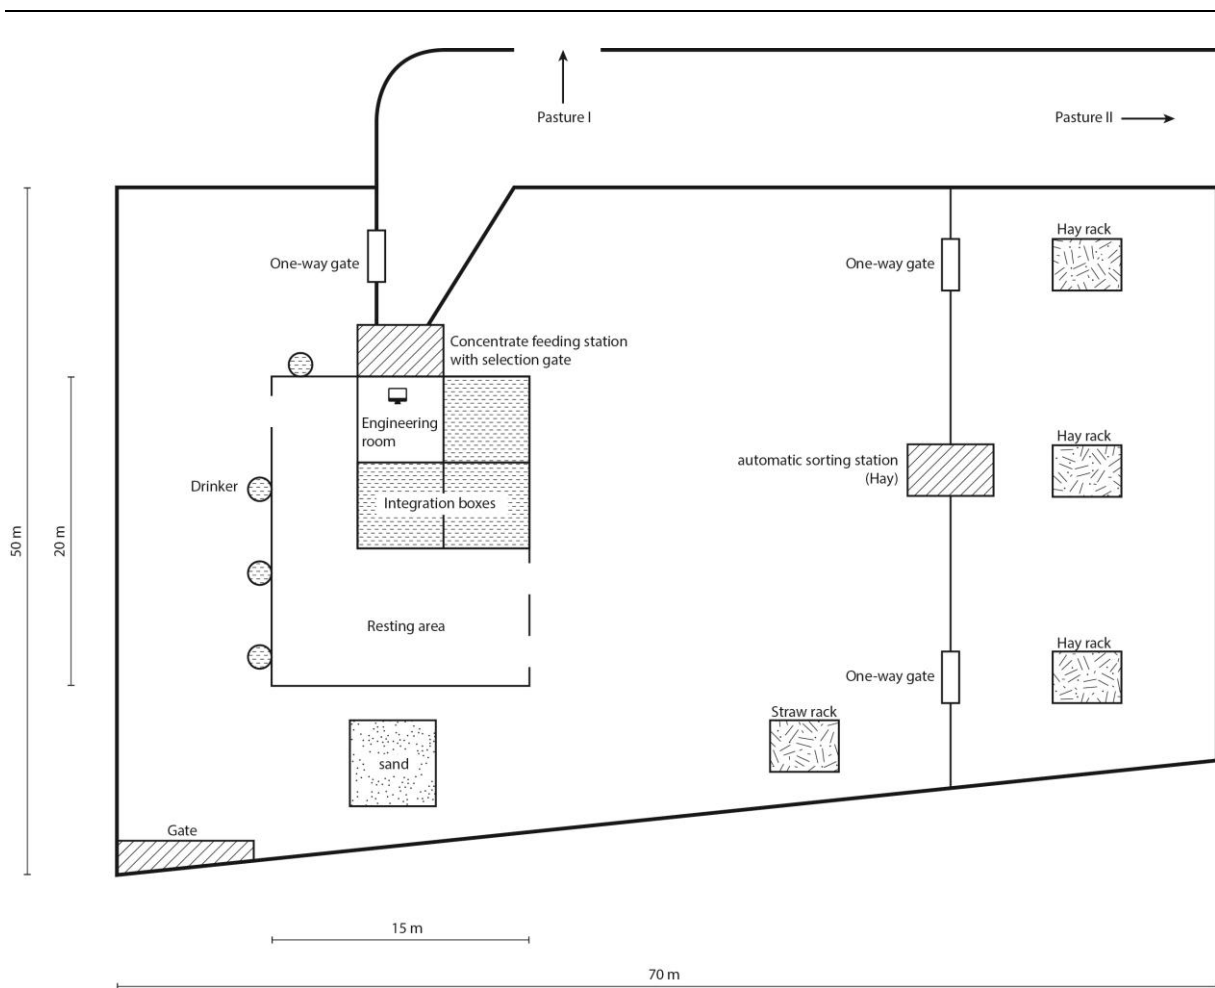 Pasture I
Pasture II
Hay rack
One-way gate
One-way gate
Concentrate feeding station
with selection gate
Engineering
room
Hay rack
automatic sorting station
(Hay)
Drinker
Integration boxes
50 m
20 m
Resting area
Hay rack
One-way gate
Straw rack
sand
Gate
15 m
70 m